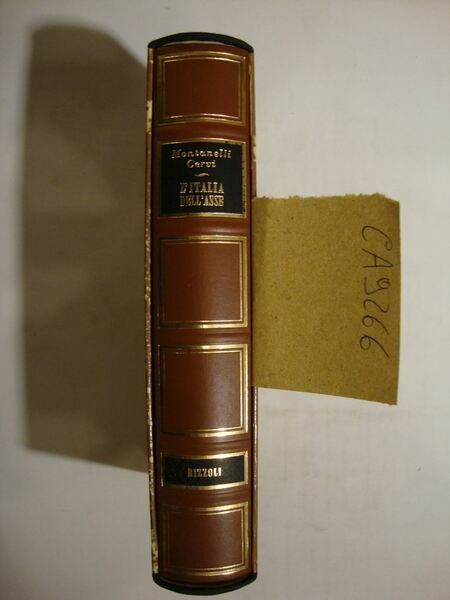 Montanelli
Cervi
L'ITALIA
DELL'ASSE
RIZZOLI
CA9266